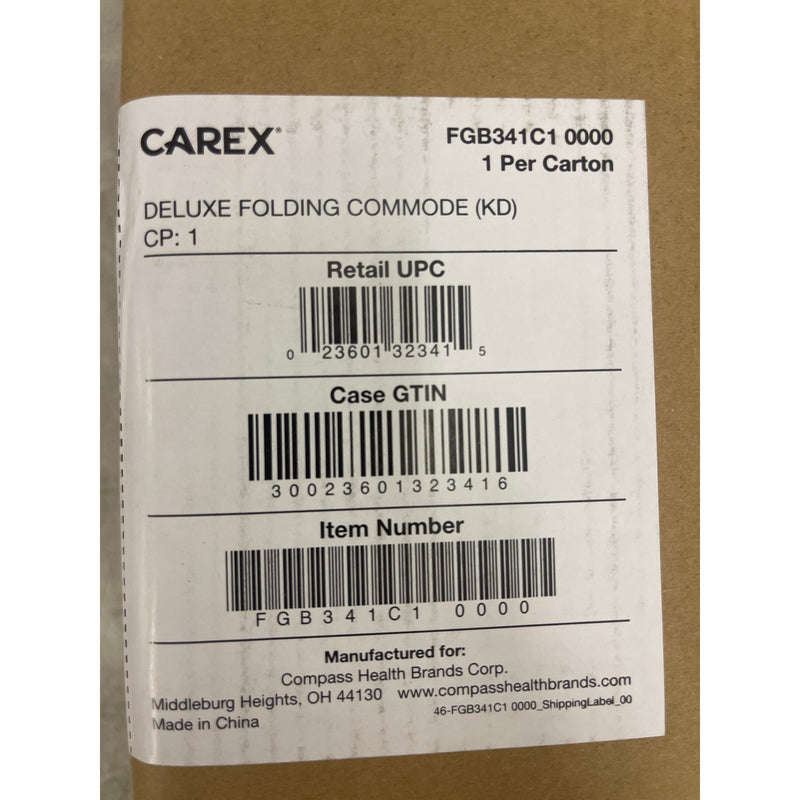 CAREX®
FGB341C1 0000
1 Per Carton
DELUXE FOLDING COMMODE (KD)
CP: 1
Retail UPC
0 23601 32341 5
Case GTIN
30023601323416
Item Number
FGB341C1 0000
Manufactured for:
Compass Health Brands Corp.
Middleburg Heights, OH 44130 www.compasshealthbrands.com
Made in China
46-FGB341C1 0000_ShippingLabel_00